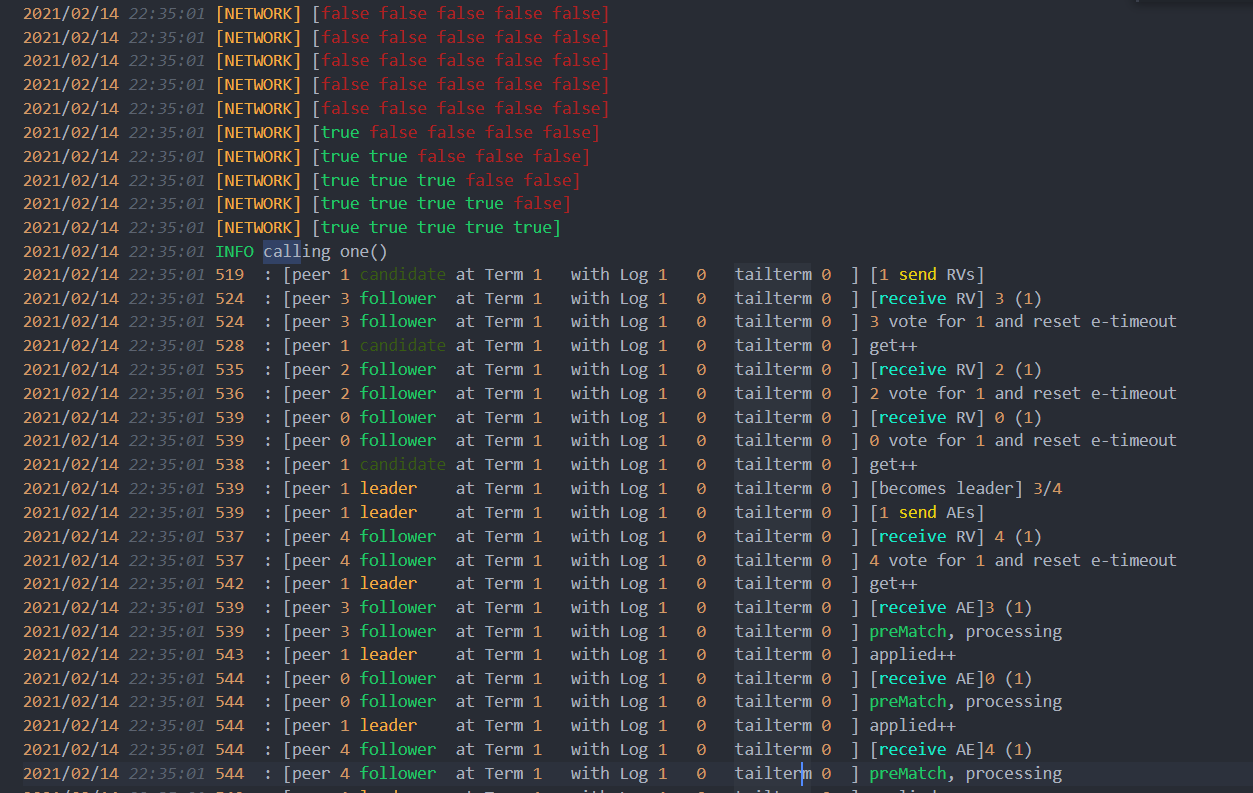 2021/02/14 22:35:01 [NETWORK] [false false false false false]
2021/02/14 22:35:01 [NETWORK] [false false false false false]
2021/02/14 22:35:01 [NETWORK] [false false false false false]
2021/02/14 22:35:01 [NETWORK] [false false false false false]
2021/02/14 22:35:01 [NETWORK] [false false false false false]
2021/02/14 22:35:01 [NETWORK] [true false false false false]
2021/02/14 22:35:01 [NETWORK] [true true false false false]
2021/02/14 22:35:01 [NETWORK] [true true true false false]
2021/02/14 22:35:01 [NETWORK] [true true true true false]
2021/02/14 22:35:01 [NETWORK] [true true true true true]
2021/02/14 22:35:01 INFO calling one()
2021/02/14 22:35:01 519 : [peer 1 candidate at Term 1 with Log 1 0 tailterm 0 ] [1 send RVs]
2021/02/14 22:35:01 524 : [peer 3 follower at Term 1 with Log 1 0 tailterm 0 ] [receive RV] 3 (1)
2021/02/14 22:35:01 524 : [peer 3 follower at Term 1 with Log 1 0 tailterm 0 ] 3 vote for 1 and reset e-timeout
2021/02/14 22:35:01 528 : [peer 1 candidate at Term 1 with Log 1 0 tailterm 0 ] get++
2021/02/14 22:35:01 535 : [peer 2 follower at Term 1 with Log 1 0 tailterm 0 ] [receive RV] 2 (1)
2021/02/14 22:35:01 536 : [peer 2 follower at Term 1 with Log 1 0 tailterm 0 ] 2 vote for 1 and reset e-timeout
2021/02/14 22:35:01 539 : [peer 0 follower at Term 1 with Log 1 0 tailterm 0 ] [receive RV] 0 (1)
2021/02/14 22:35:01 539 : [peer 0 follower at Term 1 with Log 1 0 tailterm 0 ] 0 vote for 1 and reset e-timeout
2021/02/14 22:35:01 538 : [peer 1 candidate at Term 1 with Log 1 0 tailterm 0 ] get++
2021/02/14 22:35:01 539 : [peer 1 leader at Term 1 with Log 1 0 tailterm 0 ] [becomes leader] 3/4
2021/02/14 22:35:01 539 : [peer 1 leader at Term 1 with Log 1 0 tailterm 0 ] [1 send AEs]
2021/02/14 22:35:01 537 : [peer 4 follower at Term 1 with Log 1 0 tailterm 0 ] [receive RV] 4 (1)
2021/02/14 22:35:01 537 : [peer 4 follower at Term 1 with Log 1 0 tailterm 0 ] 4 vote for 1 and reset e-timeout
2021/02/14 22:35:01 542 : [peer 1 leader at Term 1 with Log 1 0 tailterm 0 ] get++
2021/02/14 22:35:01 539 : [peer 3 follower at Term 1 with Log 1 0 tailterm 0 ] [receive AE]3 (1)
2021/02/14 22:35:01 539 : [peer 3 follower at Term 1 with Log 1 0 tailterm 0 ] preMatch, processing
2021/02/14 22:35:01 543 : [peer 1 leader at Term 1 with Log 1 0 tailterm 0 ] applied++
2021/02/14 22:35:01 544 : [peer 0 follower at Term 1 with Log 1 0 tailterm 0 ] [receive AE]0 (1)
2021/02/14 22:35:01 544 : [peer 0 follower at Term 1 with Log 1 0 tailterm 0 ] preMatch, processing
2021/02/14 22:35:01 544 : [peer 1 leader at Term 1 with Log 1 0 tailterm 0 ] applied++
2021/02/14 22:35:01 544 : [peer 4 follower at Term 1 with Log 1 0 tailterm 0 ] [receive AE]4 (1)
2021/02/14 22:35:01 544 : [peer 4 follower at Term 1 with Log 1 0 tailterm 0 ] preMatch, processing